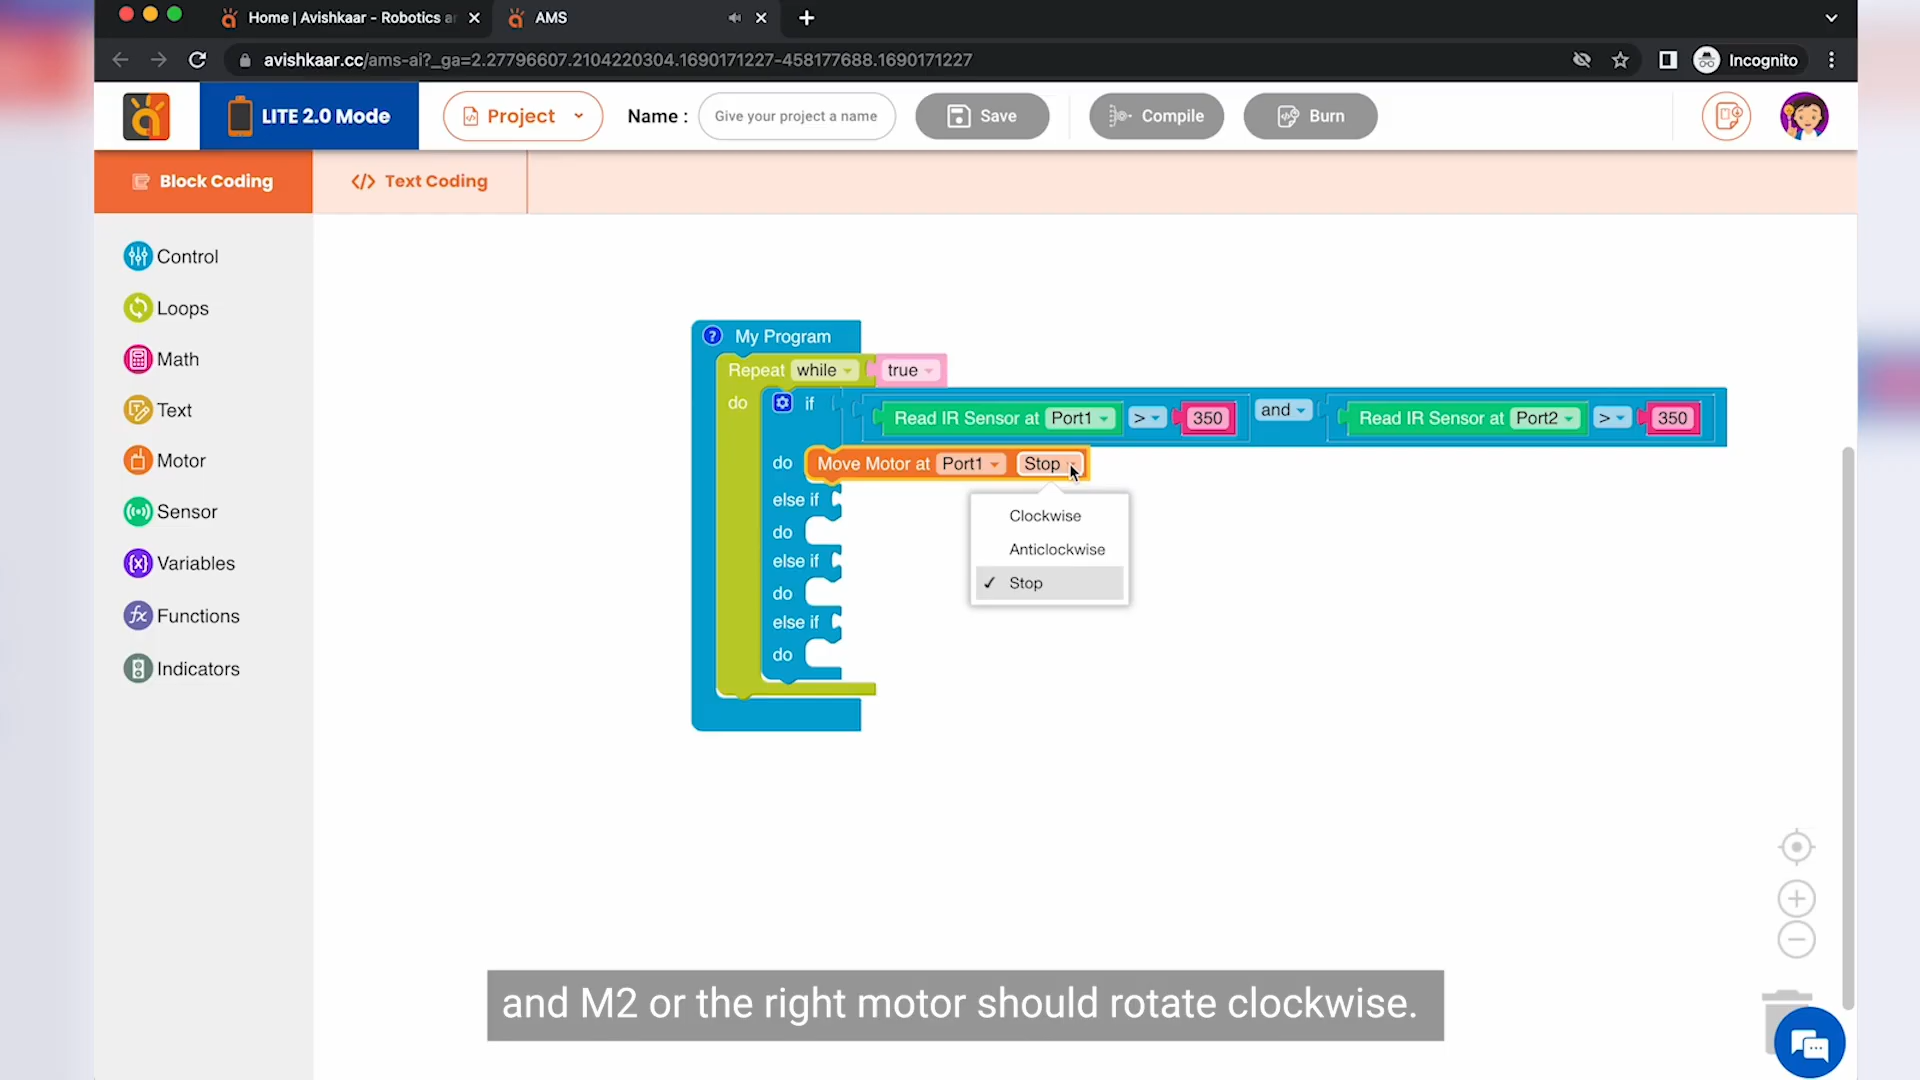 Home | Avishkaar - Robotics ar
AMS
avishkaar.cc/ams-ai?_ga=2.27796607.2104220304.1690171227-458177688.1690171227
Incognito
LITE 2.0 Mode
Project
Name :
Give your project a name
Save
Compile
Burn
Block Coding
</> Text Coding
Control
Loops
Math
Text
Motor
Sensor
Variables
Functions
Indicators
? My Program
Repeat while true
do if Read IR Sensor at Port1 > 350 and Read IR Sensor at Port2 > 350
do Move Motor at Port1 Stop
else if
do
else if
do
else if
do
Clockwise
Anticlockwise
✓ Stop
and M2 or the right motor should rotate clockwise.